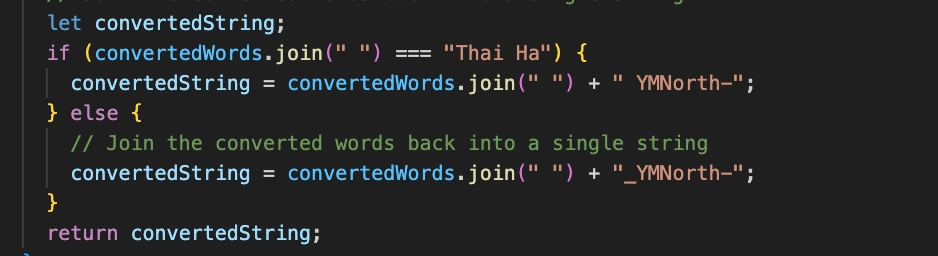 let convertedString;
if (convertedWords.join(" ") === "Thai Ha") {
convertedString = convertedWords.join(" ") + " YMNorth-";
} else {
// Join the converted words back into a single string
convertedString = convertedWords.join(" ") + "_YMNorth-";
}
return convertedString;